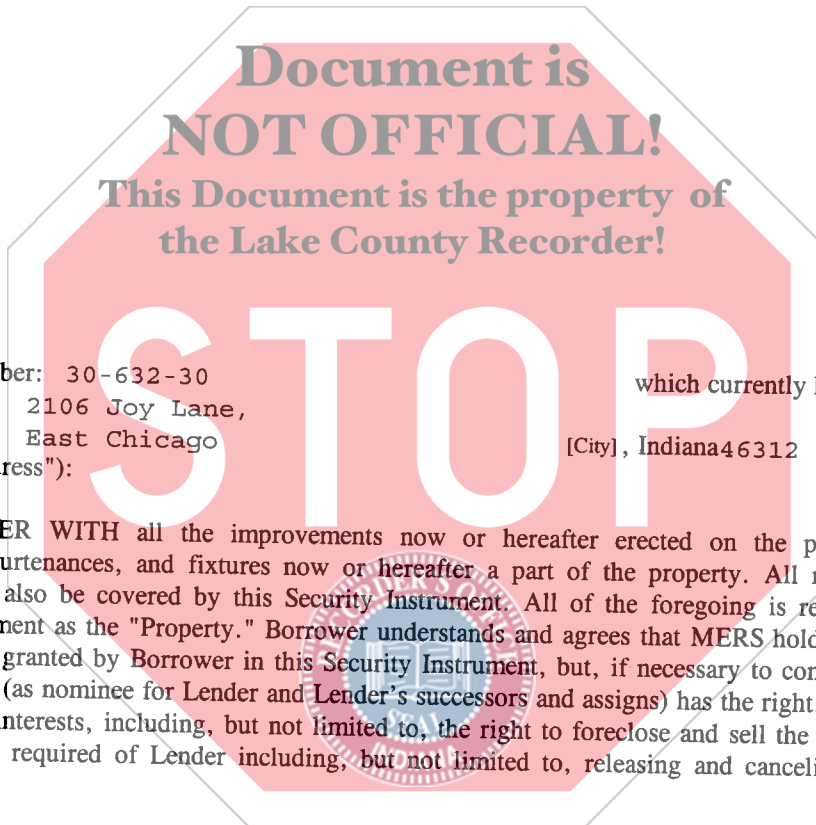 Document is
NOT OFFICIAL!
This Document is the property of
the Lake County Recorder!
STOP
ber: 30-632-30 which currently
2106 Joy Lane,
East Chicago [City], Indiana46312
ress"):
ER WITH all the improvements now or hereafter erected on the p
urtenances, and fixtures now or hereafter a part of the property. All
also be covered by this Security Instrument. All of the foregoing is re
ment as the "Property." Borrower understands and agrees that MERS hold
granted by Borrower in this Security Instrument, but, if necessary to con
(as nominee for Lender and Lender's successors and assigns) has the right
interests, including, but not limited to, the right to foreclose and sell the
required of Lender including, but not limited to, releasing and canceli
RECORDER'S OFFICE
SEAL
INDIANA